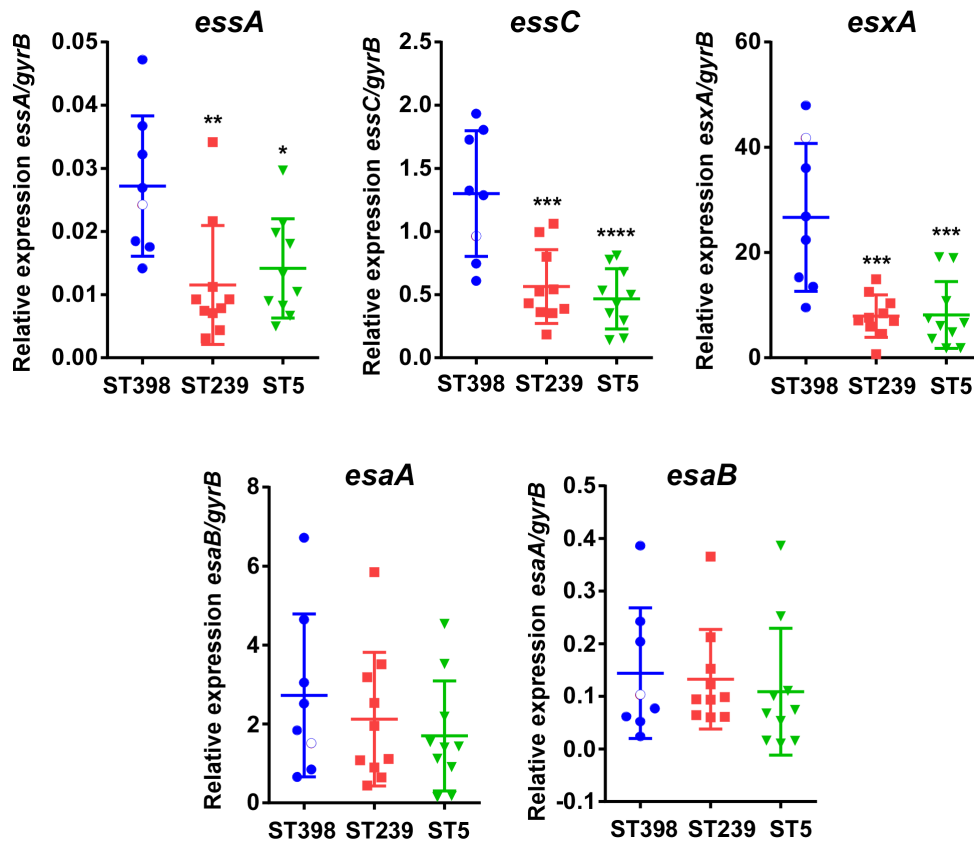 essA
Relative expression essA/gyrB
0.05
0.04
0.03
0.02
0.01
0.00
**
*
ST398 ST239 ST5
essC
Relative expression essC/gyrB
2.5
2.0
1.5
1.0
0.5
0.0
***
****
ST398 ST239 ST5
esxA
Relative expression esxA/gyrB
60
40
20
0
***
***
ST398 ST239 ST5
esaA
Relative expression esaB/gyrB
8
6
4
2
0
ST398 ST239 ST5
esaB
Relative expression esaA/gyrB
0.5
0.4
0.3
0.2
0.1
0.0
-0.1
ST398 ST239 ST5